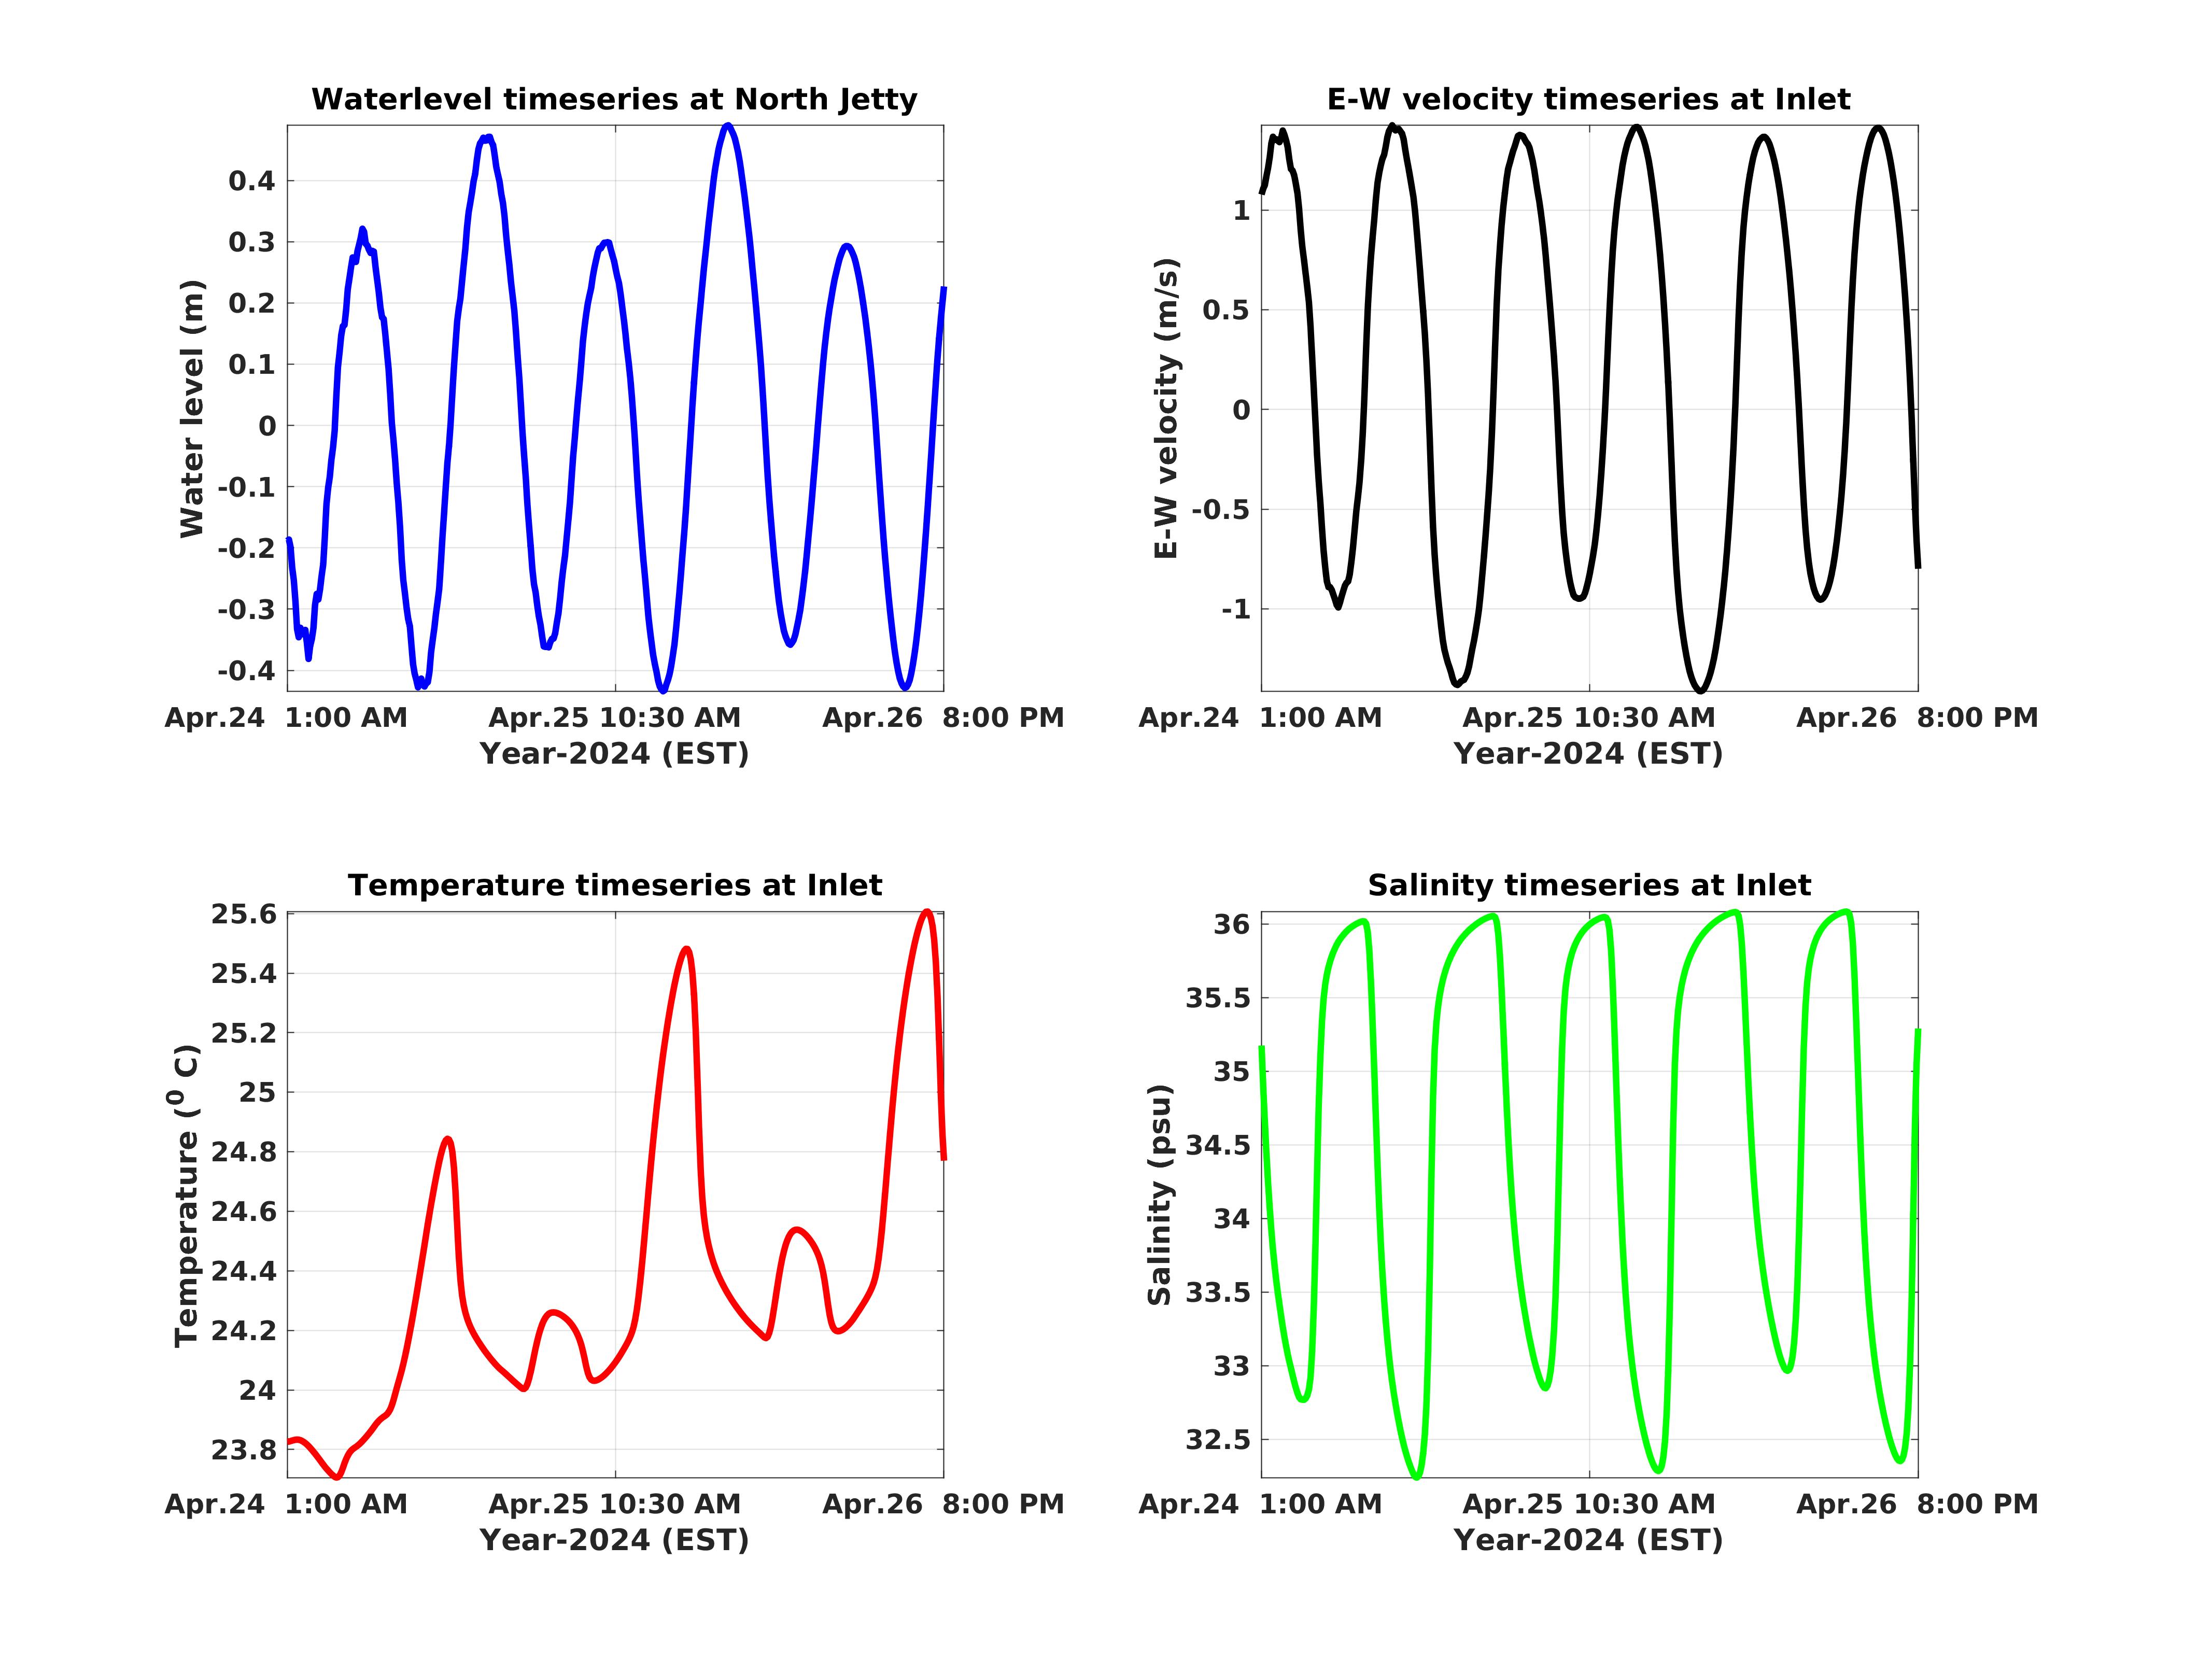 Waterlevel timeseries at North Jetty
Water level (m)
0.4
0.3
0.2
0.1
0
-0.1
-0.2
-0.3
-0.4
Apr.24 1:00 AM Apr.25 10:30 AM Apr.26 8:00 PM
Year-2024 (EST)
E-W velocity timeseries at Inlet
E-W velocity (m/s)
1
0.5
0
-0.5
-1
Apr.24 1:00 AM Apr.25 10:30 AM Apr.26 8:00 PM
Year-2024 (EST)
Temperature timeseries at Inlet
Temperature (⁰ C)
25.6
25.4
25.2
25
24.8
24.6
24.4
24.2
24
23.8
Apr.24 1:00 AM Apr.25 10:30 AM Apr.26 8:00 PM
Year-2024 (EST)
Salinity timeseries at Inlet
Salinity (psu)
36
35.5
35
34.5
34
33.5
33
32.5
Apr.24 1:00 AM Apr.25 10:30 AM Apr.26 8:00 PM
Year-2024 (EST)